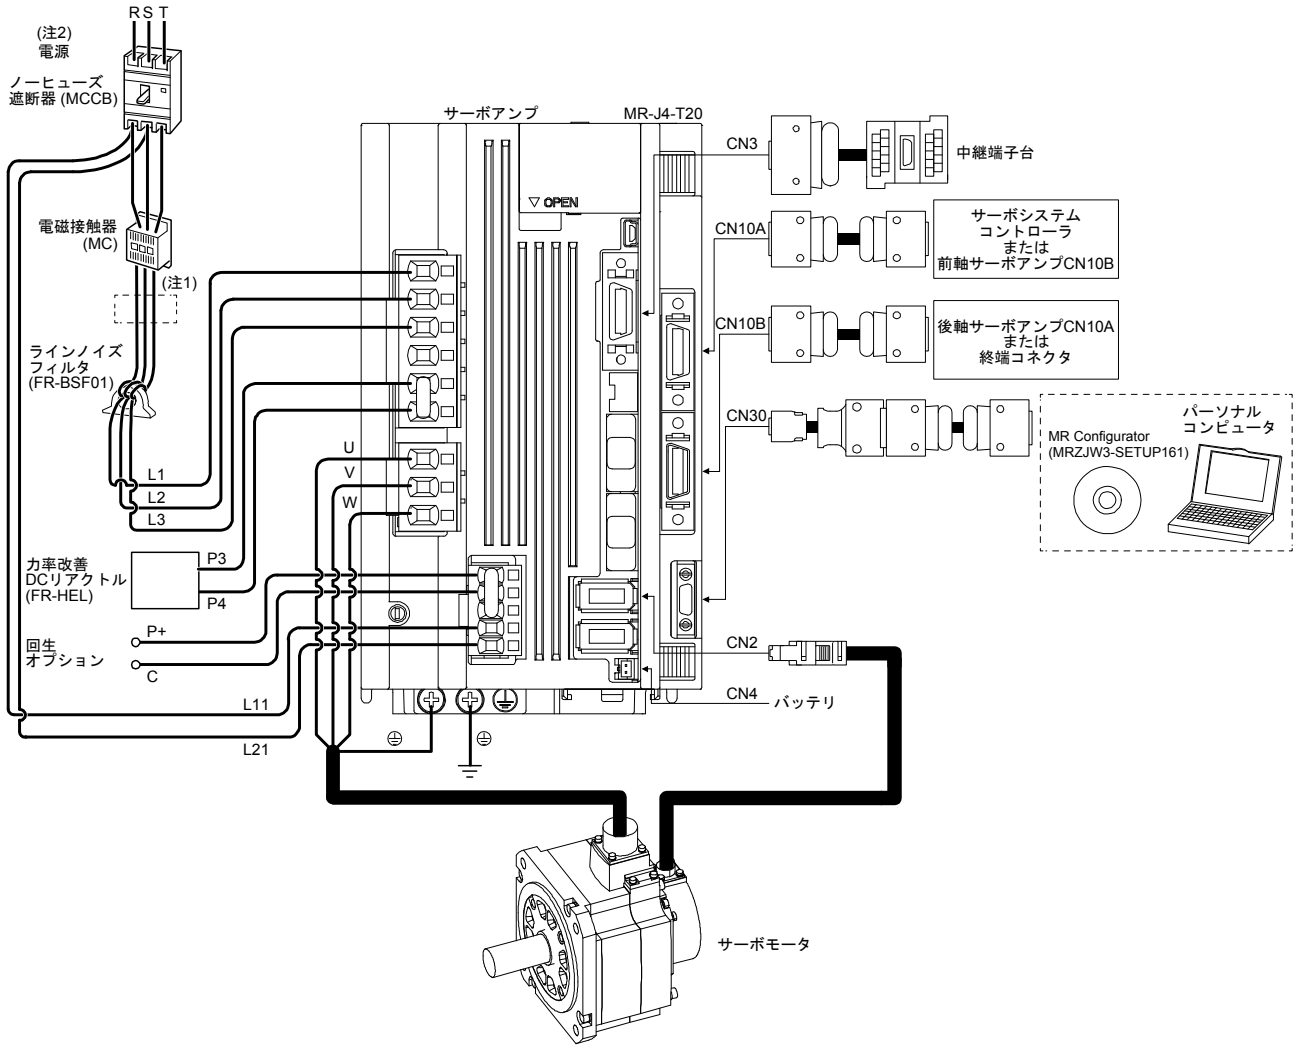 R S T
(注2)
電源
ノーヒューズ
遮断器 (MCCB)
電磁接触器
(MC)
(注1)
ラインノイズ
フィルタ
(FR-BSF01)
L1
L2
L3
U
V
W
力率改善
DCリアクトル
(FR-HEL)
P3
P4
回生
オプション
P+
C
L11
L21
サーボアンプ
MR-J4-T20
▽ OPEN
CN3
中継端子台
CN10A
サーボシステム
コントローラ
または
前軸サーボアンプCN10B
CN10B
後軸サーボアンプCN10A
または
終端コネクタ
CN30
MR Configurator
(MRZJW3-SETUP161)
パーソナル
コンピュータ
CN2
CN4
バッテリ
サーボモータ